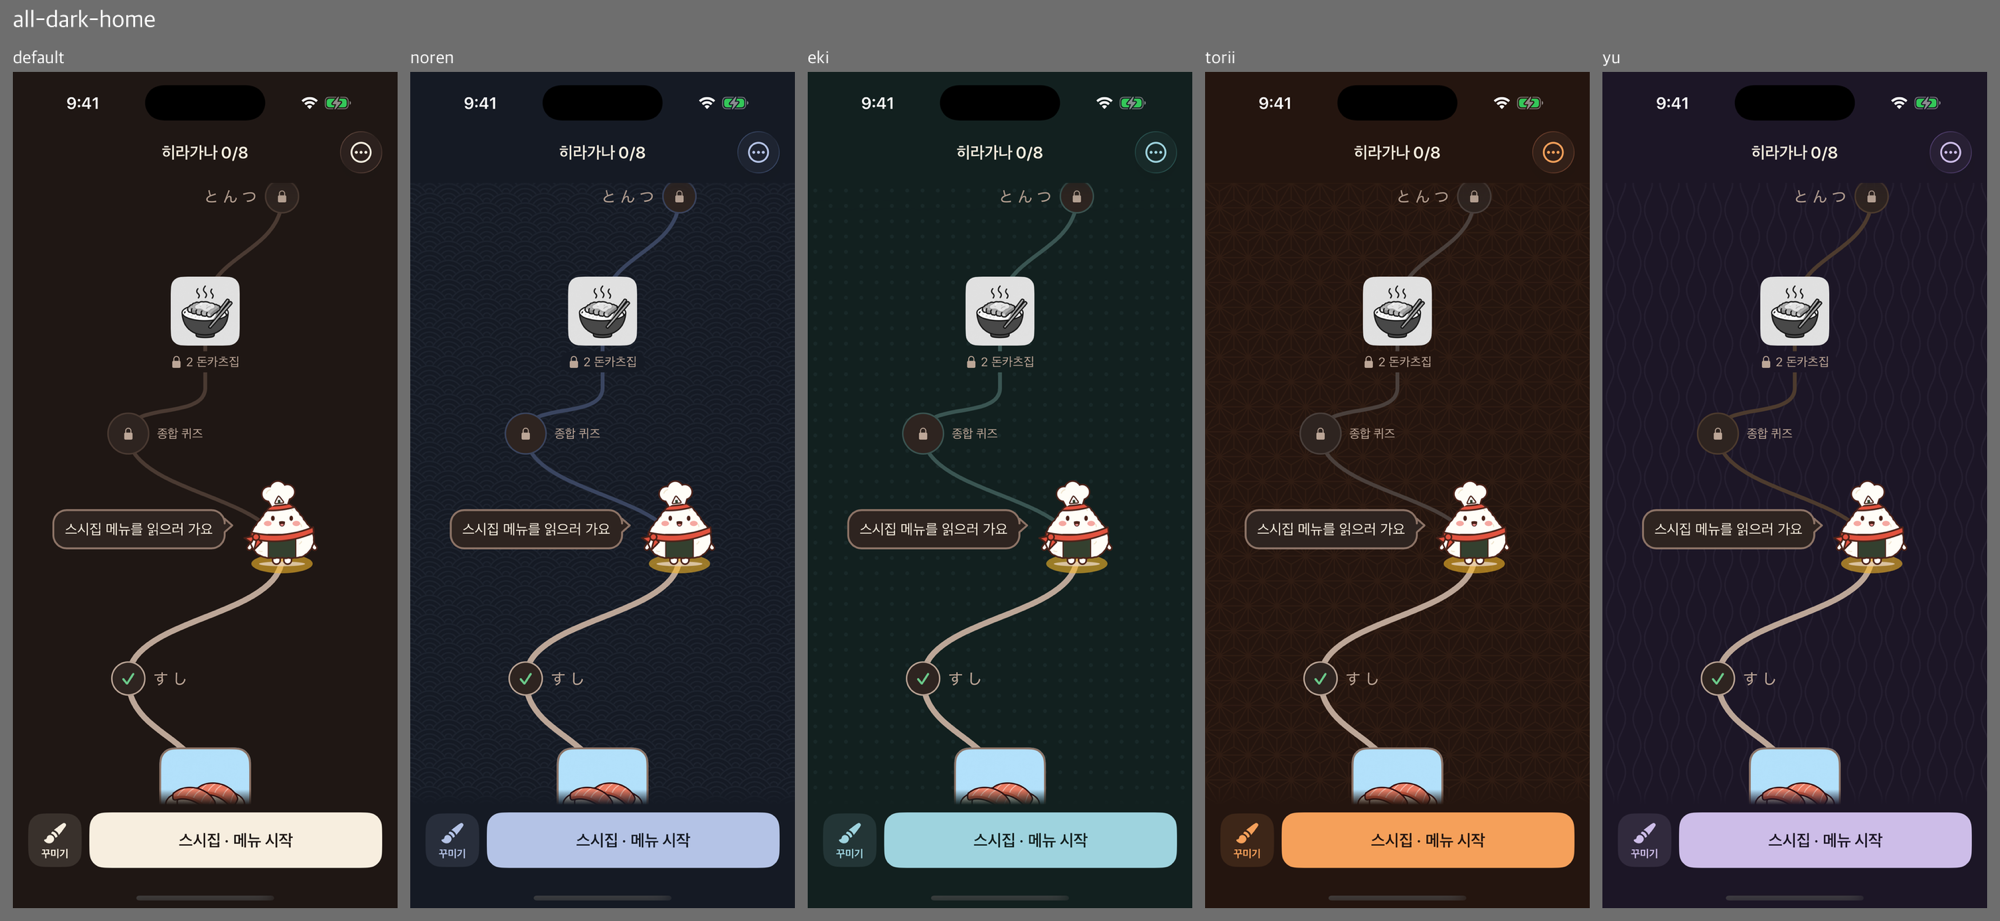 all-dark-home
default
9:41
히라가나 0/8
とんつ
2 돈카츠집
종합 퀴즈
스시집 메뉴를 읽으러 가요
すし
꾸미기
스시집 · 메뉴 시작
noren
9:41
히라가나 0/8
とんつ
2 돈카츠집
종합 퀴즈
스시집 메뉴를 읽으러 가요
すし
꾸미기
스시집 · 메뉴 시작
eki
9:41
히라가나 0/8
とんつ
2 돈카츠집
종합 퀴즈
스시집 메뉴를 읽으러 가요
すし
꾸미기
스시집 · 메뉴 시작
torii
9:41
히라가나 0/8
とんつ
2 돈카츠집
종합 퀴즈
스시집 메뉴를 읽으러 가요
すし
꾸미기
스시집 · 메뉴 시작
yu
9:41
히라가나 0/8
とんつ
2 돈카츠집
종합 퀴즈
스시집 메뉴를 읽으러 가요
すし
꾸미기
스시집 · 메뉴 시작